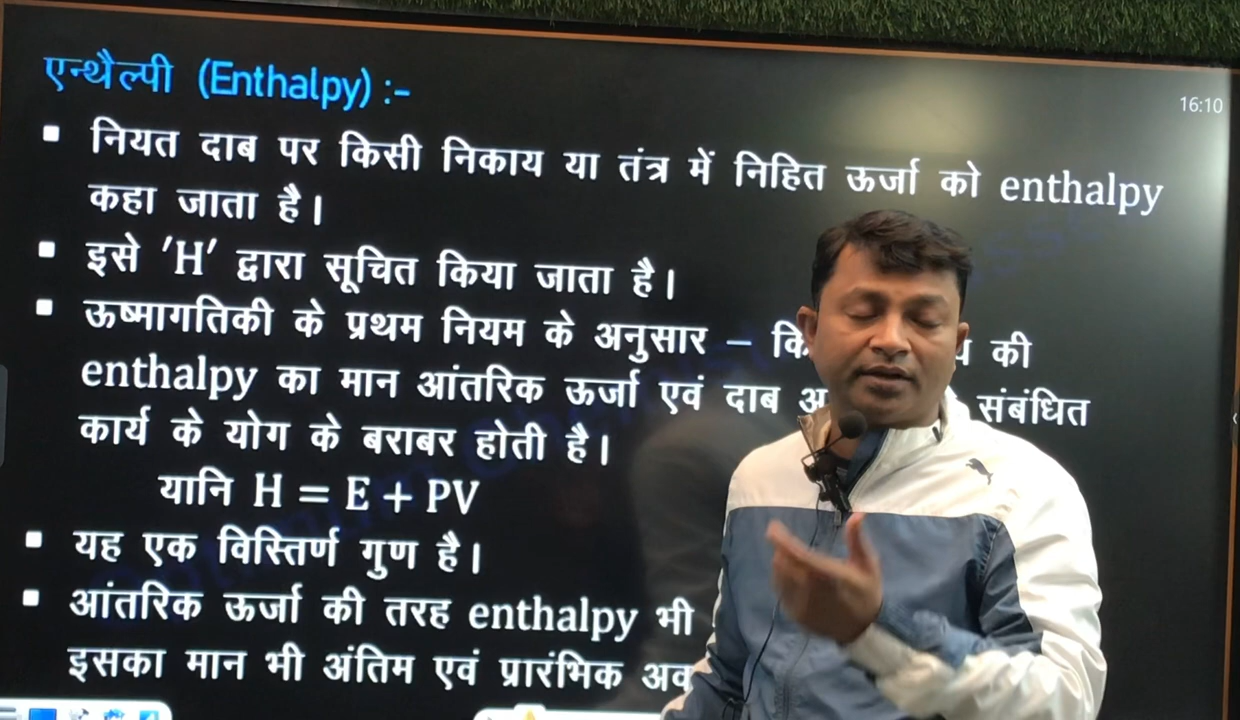 एन्थैल्पी (Enthalpy) :-
16:10
▪ नियत दाब पर किसी निकाय या तंत्र में निहित ऊर्जा को enthalpy
कहा जाता है।
▪ इसे 'H' द्वारा सूचित किया जाता है।
▪ ऊष्मागतिकी के प्रथम नियम के अनुसार – की
enthalpy का मान आंतरिक ऊर्जा एवं दाब संबंधित
कार्य के योग के बराबर होती है।
यानि H = E + PV
▪ यह एक विस्तिर्ण गुण है।
▪ आंतरिक ऊर्जा की तरह enthalpy भी
इसका मान भी अंतिम एवं प्रारंभिक